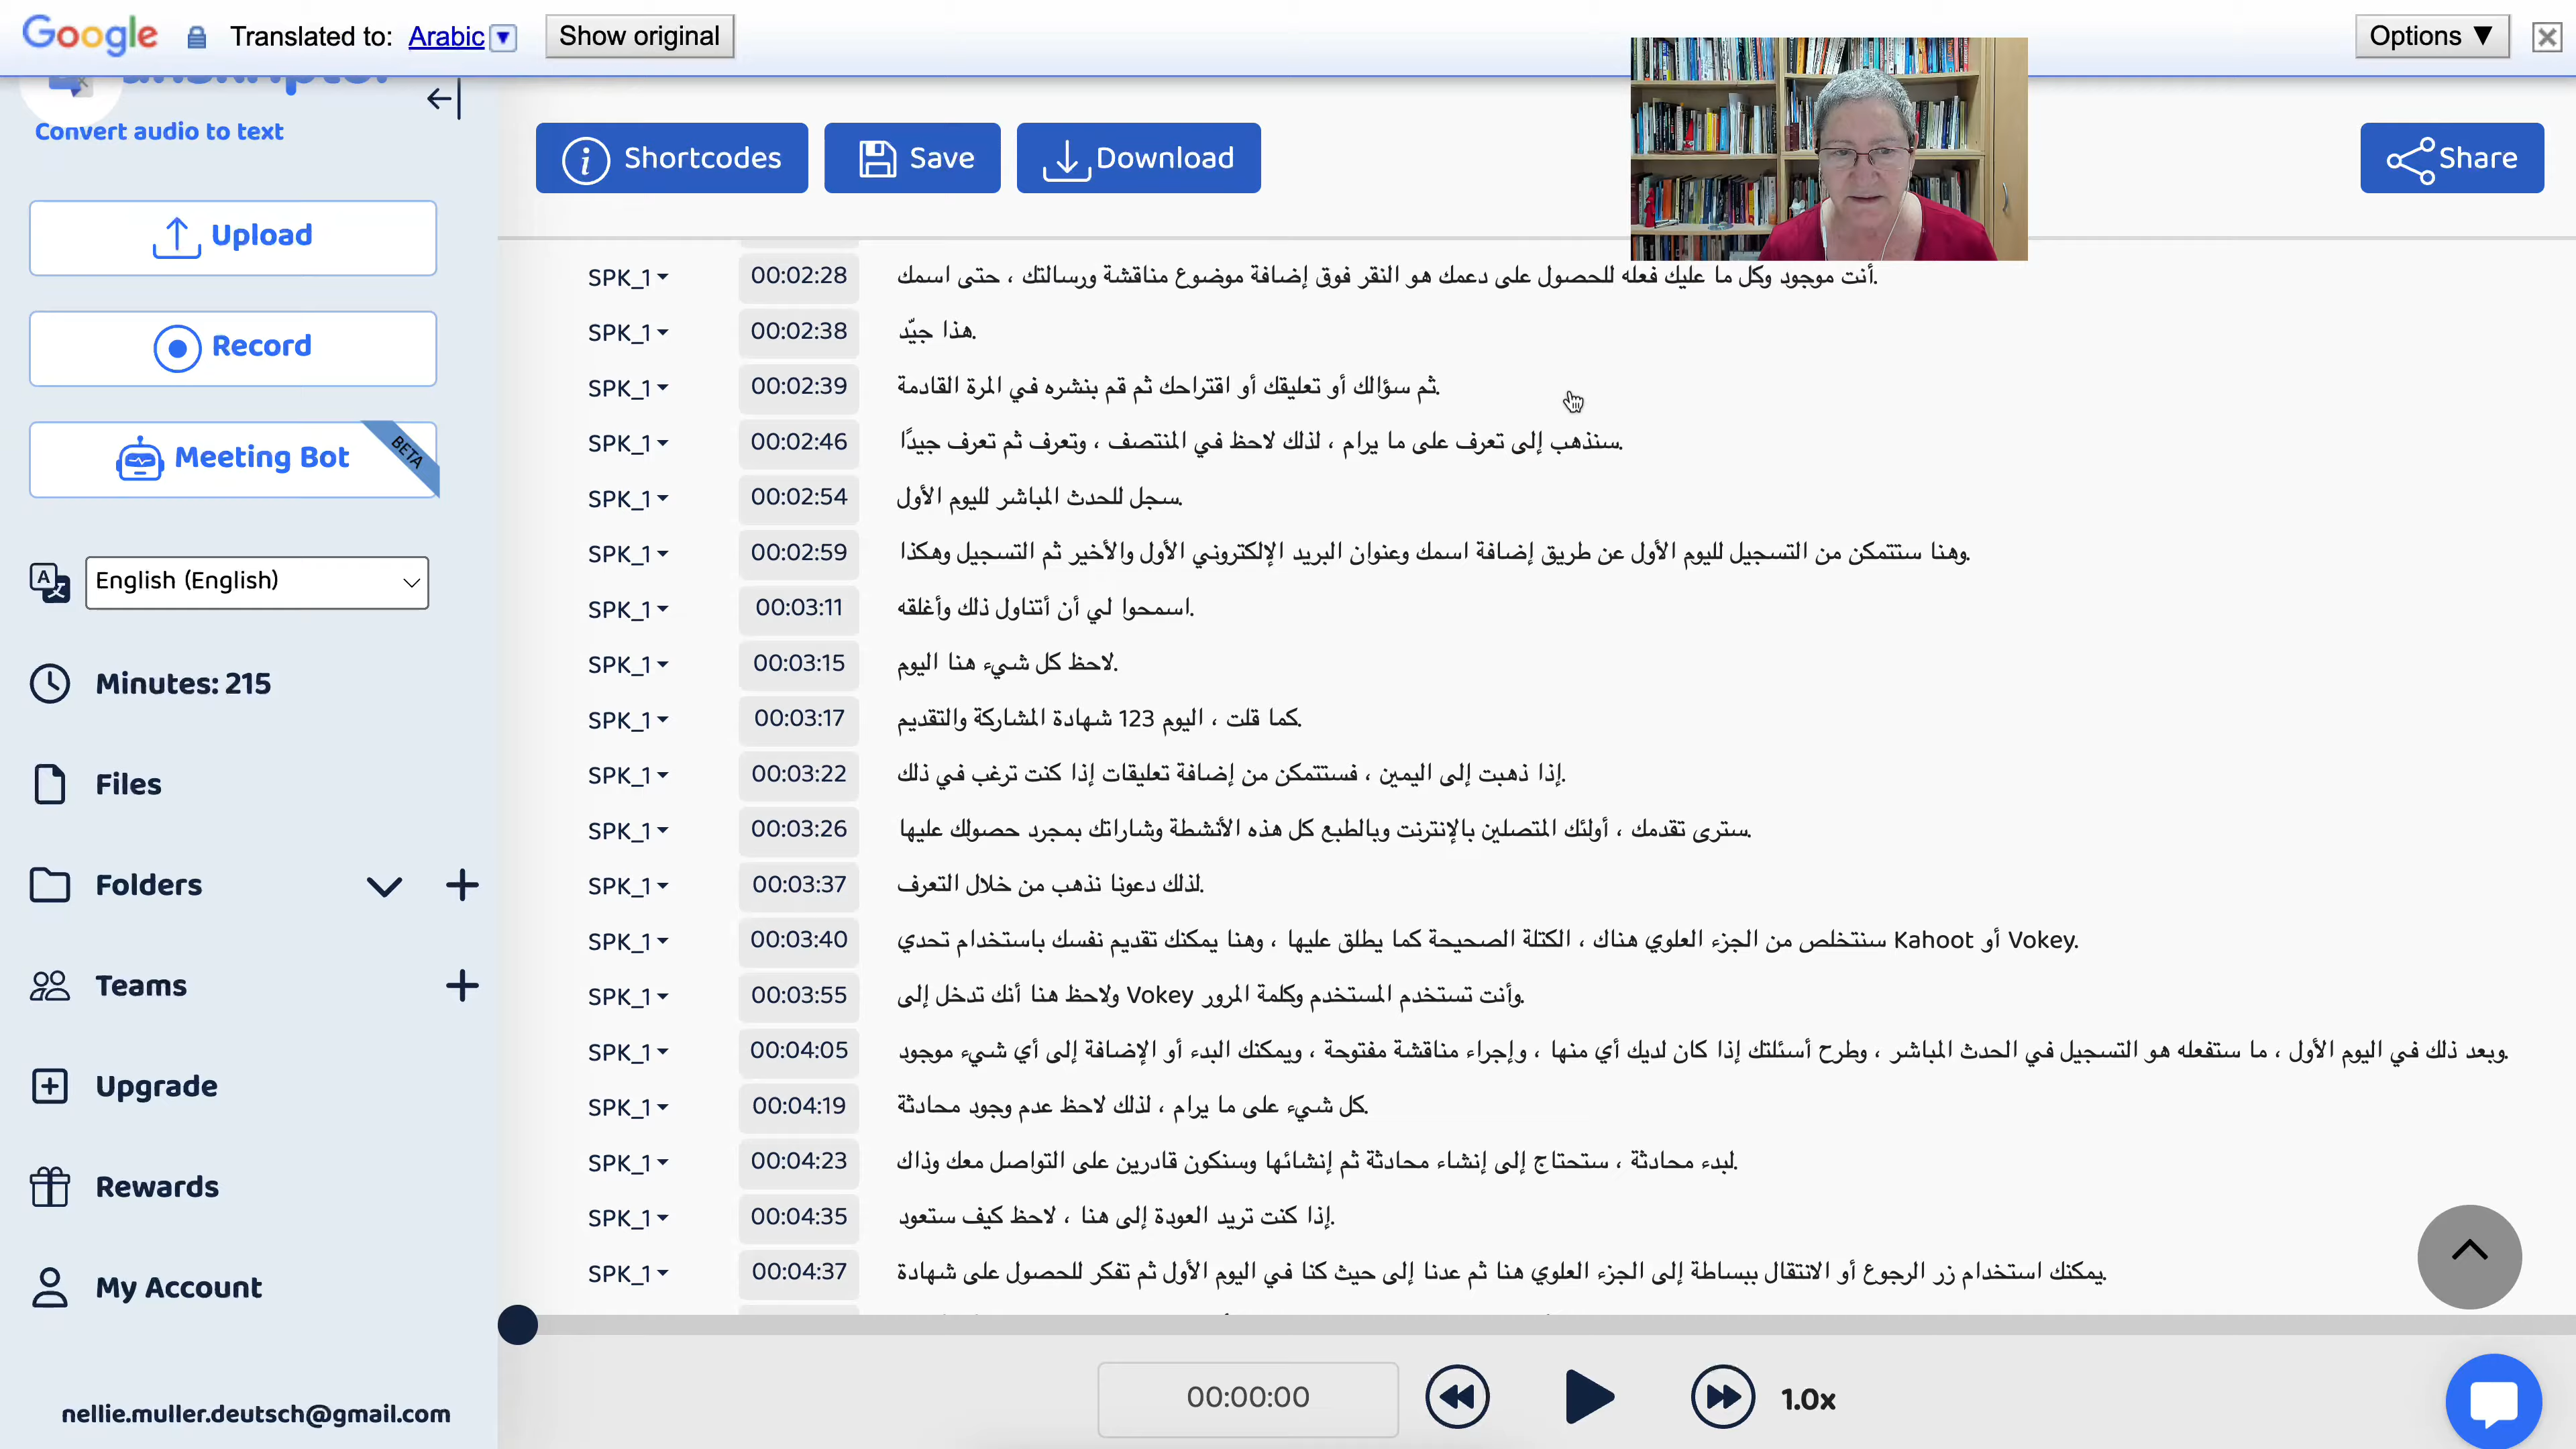 Google Translated to: Arabic Show original Options ▼
Convert audio to text
Upload
Record
Meeting Bot BETA
English (English)
Minutes: 215
Files
Folders
Teams
Upgrade
Rewards
My Account
nellie.muller.deutsch@gmail.com
Shortcodes Save Download Share
SPK_1 00:02:28 أنت موجود وكل ما عليك فعله للحصول على دعمك هو النقر فوق إضافة موضوع مناقشة ورسالتك ، حتى اسمك.
SPK_1 00:02:38 هذا جيّد.
SPK_1 00:02:39 ثم سؤالك أو تعليقك أو اقتراحك ثم قم بنشره في المرة القادمة.
SPK_1 00:02:46 سنذهب إلى تعرف على ما يرام ، لذلك لاحظ في المنتصف ، وتعرف ثم تعرف جيدًا.
SPK_1 00:02:54 سجل للحدث المباشر لليوم الأول.
SPK_1 00:02:59 وهنا ستتمكن من التسجيل لليوم الأول عن طريق إضافة اسمك وعنوان البريد الإلكتروني الأول والأخير ثم التسجيل وهكذا.
SPK_1 00:03:11 اسمحوا لي أن أتناول ذلك وأغلقه.
SPK_1 00:03:15 لاحظ كل شيء هنا اليوم.
SPK_1 00:03:17 كما قلت ، اليوم 123 شهادة المشاركة والتقديم.
SPK_1 00:03:22 إذا ذهبت إلى اليمين ، فستتمكن من إضافة تعليقات إذا كنت ترغب في ذلك.
SPK_1 00:03:26 سترى تقدمك ، أولئك المتصلين بالإنترنت وبالطبع كل هذه الأنشطة وشاراتك بمجرد حصولك عليها.
SPK_1 00:03:37 لذلك دعونا نذهب من خلال التعرف.
SPK_1 00:03:40 سنتخلص من الجزء العلوي هناك ، الكتلة الصحيحة كما يطلق عليها ، وهنا يمكنك تقديم نفسك باستخدام تحدي Kahoot أو Vokey.
SPK_1 00:03:55 ولاحظ هنا أنك تدخل إلى Vokey وأنت تستخدم المستخدم وكلمة المرور.
SPK_1 00:04:05 وبعد ذلك في اليوم الأول ، ما ستفعله هو التسجيل في الحدث المباشر ، وطرح أسئلتك إذا كان لديك أي منها ، وإجراء مناقشة مفتوحة ، ويمكنك البدء أو الإضافة إلى أي شيء موجود.
SPK_1 00:04:19 كل شيء على ما يرام ، لذلك لاحظ عدم وجود محادثة.
SPK_1 00:04:23 لبدء محادثة ، ستحتاج إلى إنشاء محادثة ثم إنشائها وسنكون قادرين على التواصل معك وذاك.
SPK_1 00:04:35 إذا كنت تريد العودة إلى هنا ، لاحظ كيف ستعود.
SPK_1 00:04:37 يمكنك استخدام زر الرجوع أو الانتقال ببساطة إلى الجزء العلوي هنا ثم عدنا إلى حيث كنا في اليوم الأول ثم تفكر للحصول على شهادة.
00:00:00 1.0x